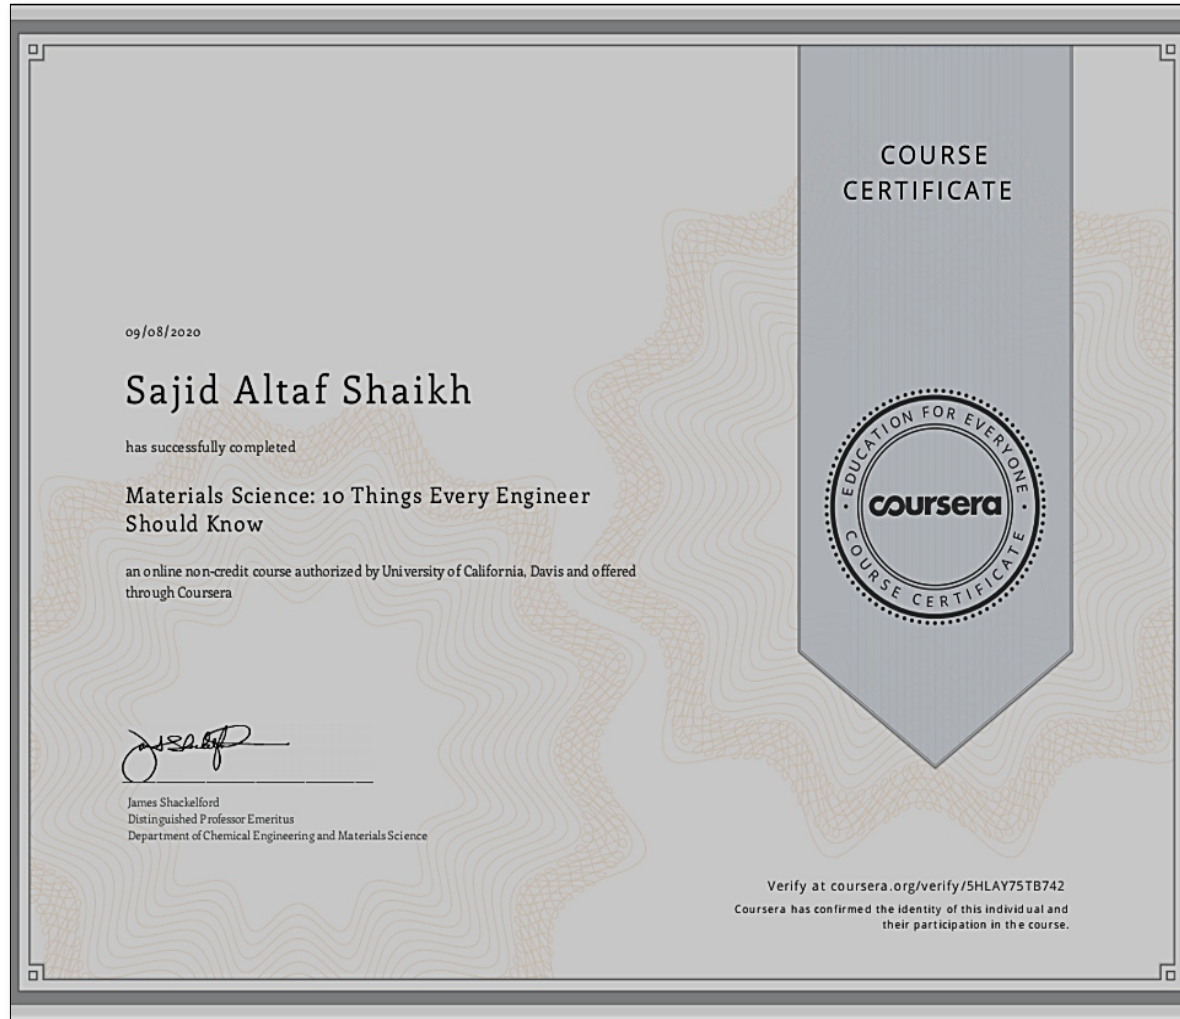 COURSE
CERTIFICATE
09/08/2020
Sajid Altaf Shaikh
has successfully completed
Materials Science: 10 Things Every Engineer
Should Know
an online non-credit course authorized by University of California, Davis and offered
through Coursera
EDUCATION FOR EVERYONE
coursera
COURSE CERTIFICATE
James Shackelford
Distinguished Professor Emeritus
Department of Chemical Engineering and Materials Science
Verify at coursera.org/verify/5HLAY75TB742
Coursera has confirmed the identity of this individual and
their participation in the course.